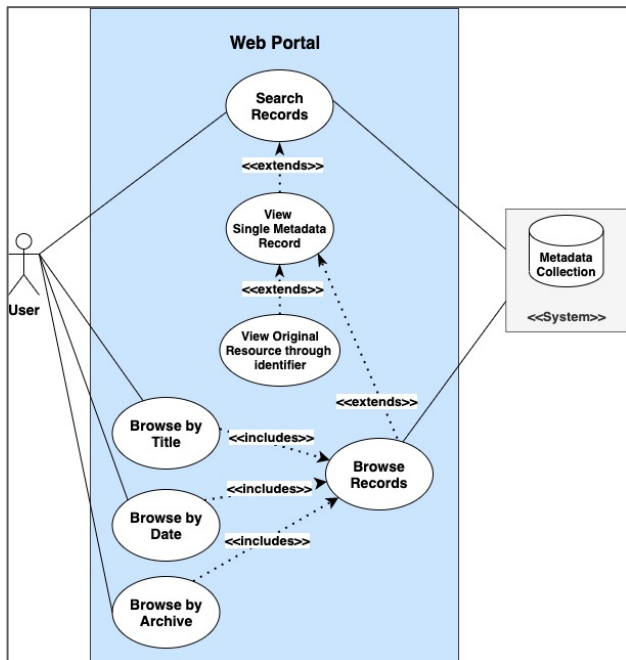 Web Portal
Search
Records
<<extends>>
View
Single Metadata
Record
<<extends>>
View Original
Resource through
identifier
User
Metadata
Collection
<<System>>
<<extends>>
Browse by
Title
<<includes>>
Browse
Records
Browse by
Date
<<includes>>
<<includes>>
Browse by
Archive